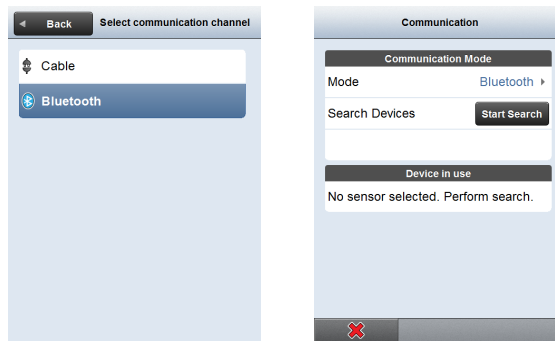 Back
Select communication channel
Cable
Bluetooth
Communication
Communication Mode
Mode Bluetooth
Search Devices Start Search
Device in use
No sensor selected. Perform search.